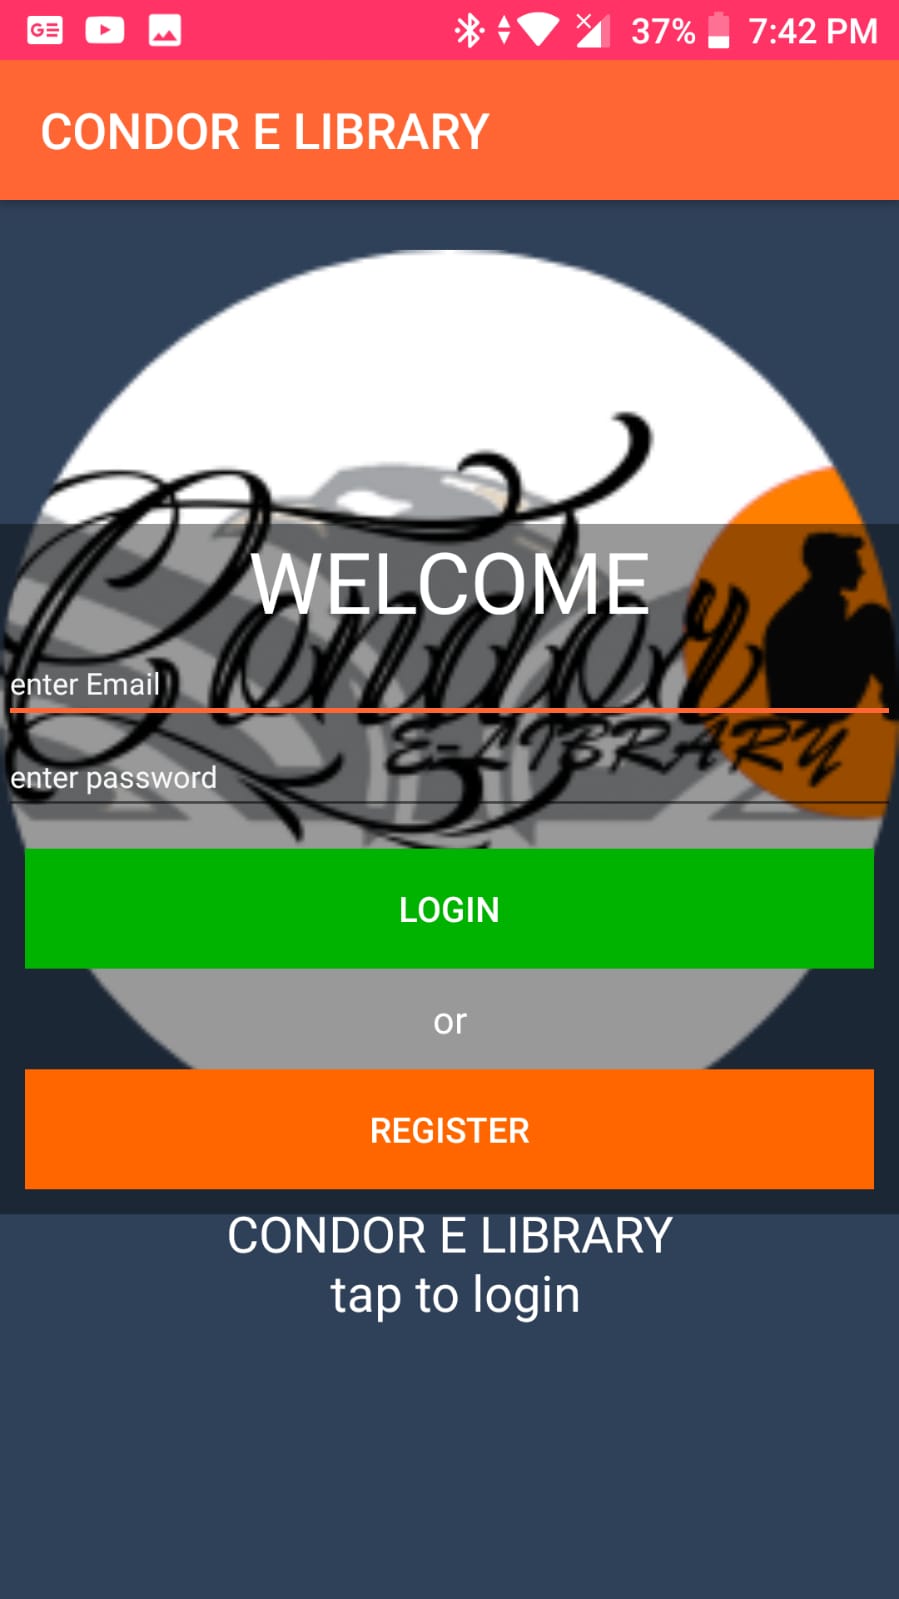 GE 37% 7:42 PM
CONDOR E LIBRARY
Condor
E-LIBRARY
WELCOME
enter Email
enter password
LOGIN
or
REGISTER
CONDOR E LIBRARY
tap to login